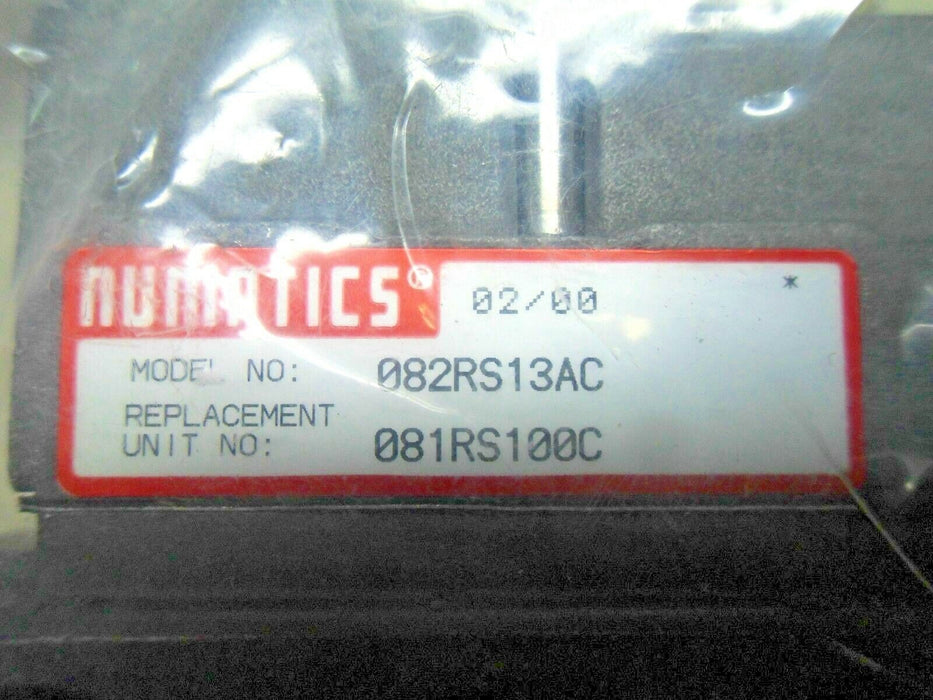 NUMATICS® 02/00 *
MODEL NO: 082RS13AC
REPLACEMENT
UNIT NO: 081RS100C